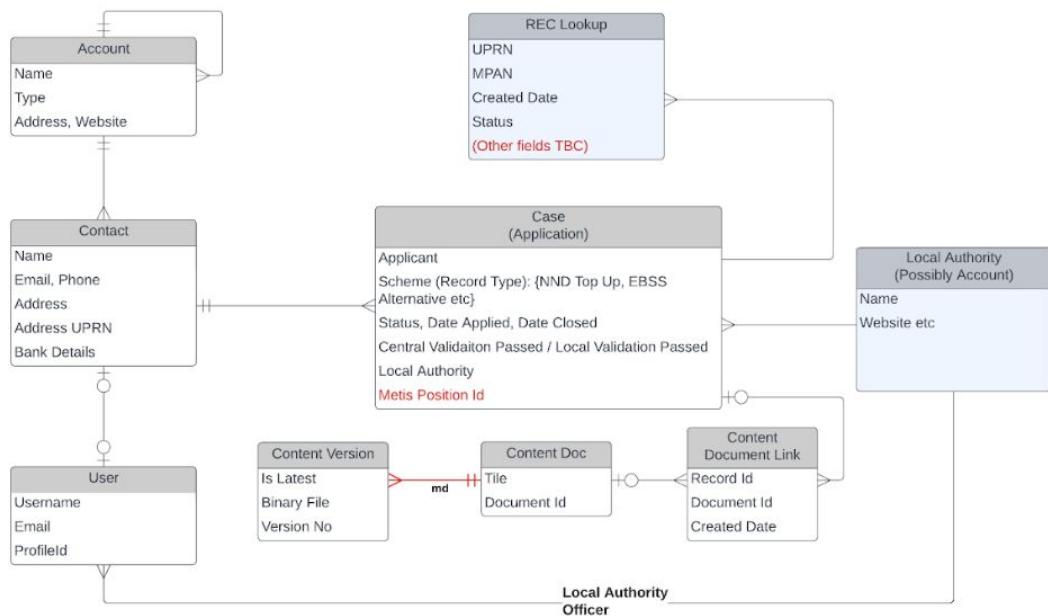 Account
Name
Type
Address, Website
REC Lookup
UPRN
MPAN
Created Date
Status
(Other fields TBC)
Contact
Name
Email, Phone
Address
Address UPRN
Bank Details
Case
(Application)
Applicant
Scheme (Record Type): {NND Top Up, EBSS
Alternative etc}
Status, Date Applied, Date Closed
Central Validaiton Passed / Local Validation Passed
Local Authority
Metis Position Id
Local Authority
(Possibly Account)
Name
Website etc
User
Username
Email
ProfileId
Content Version
Is Latest
Binary File
Version No
md
Content Doc
Tile
Document Id
Content
Document Link
Record Id
Document Id
Created Date
Local Authority
Officer